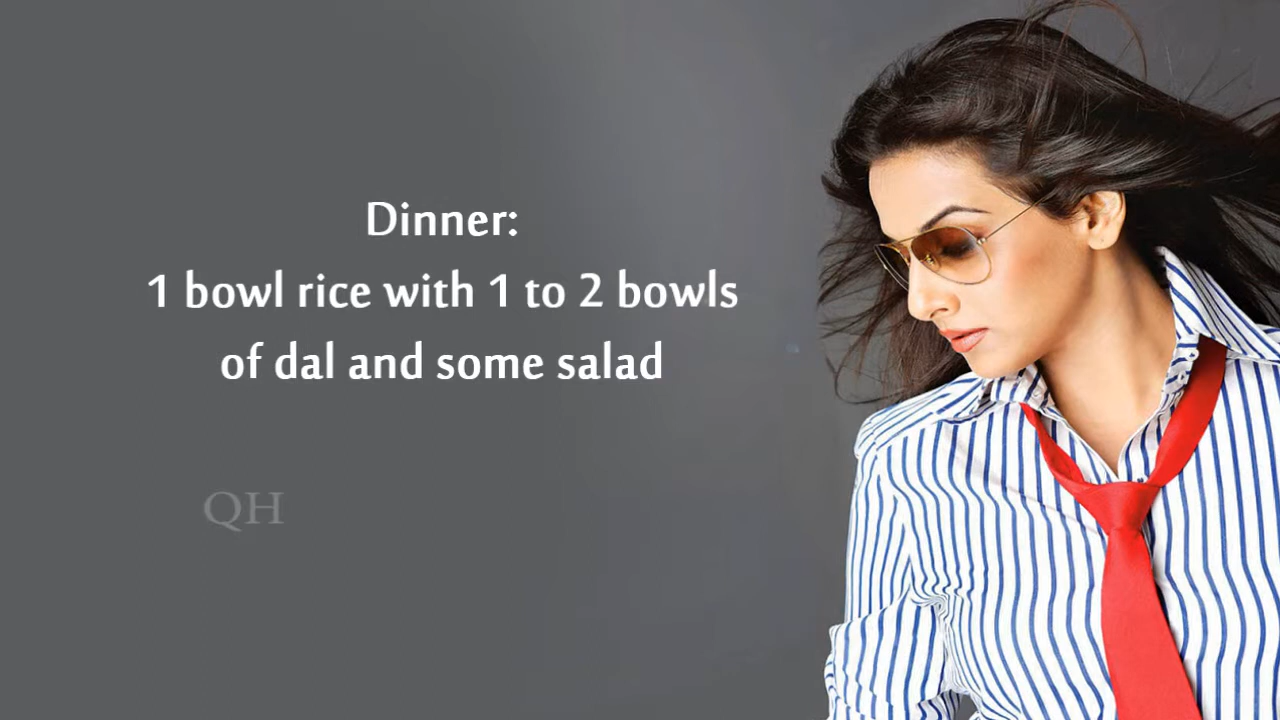 Dinner:
1 bowl rice with 1 to 2 bowls
of dal and some salad
QH